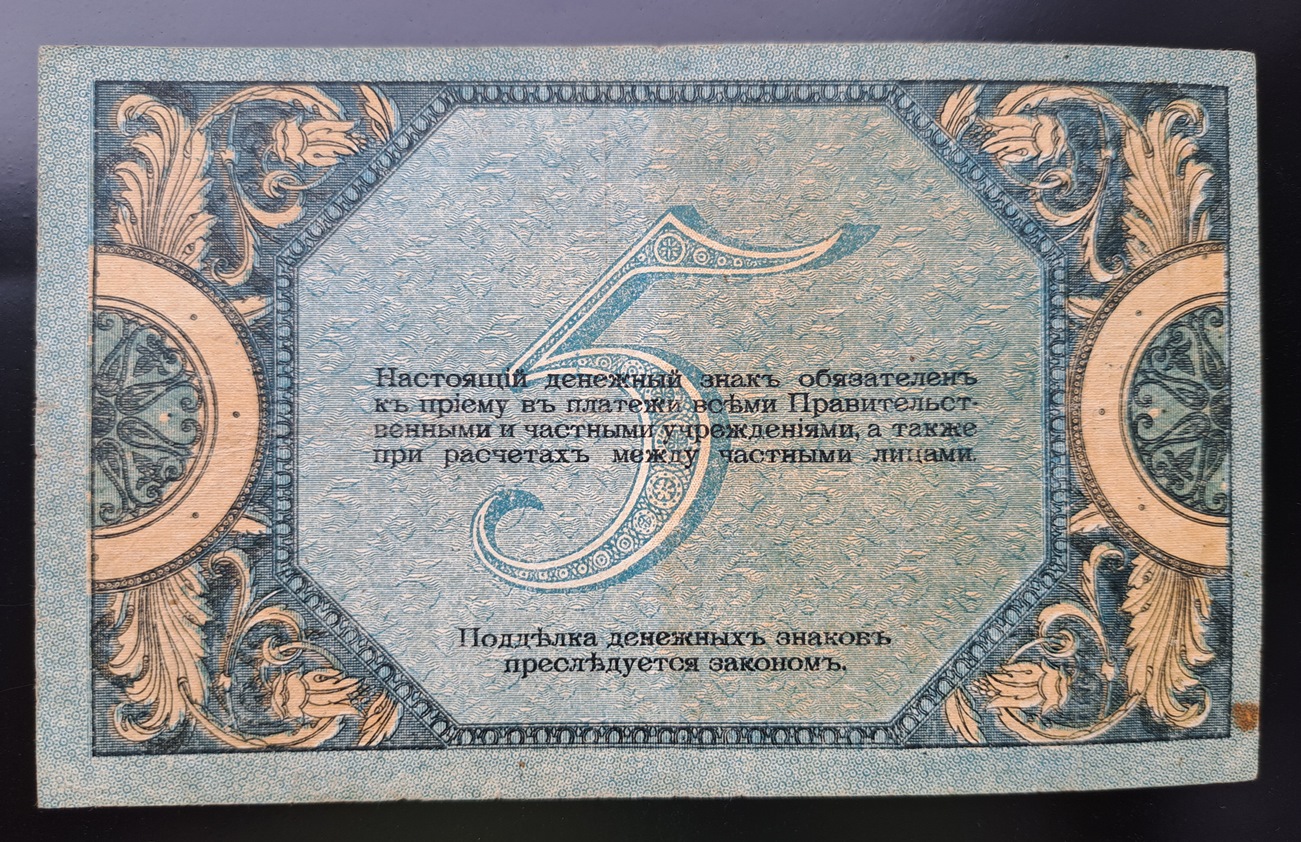 5
Настоящій денежный знакъ обязателенъ
къ пріему въ платежи всѣми Правительст-
венными и частными учрежденіями, а также
при расчетахъ между частными лицами.
Поддѣлка денежныхъ знаковъ
преслѣдуется закономъ.